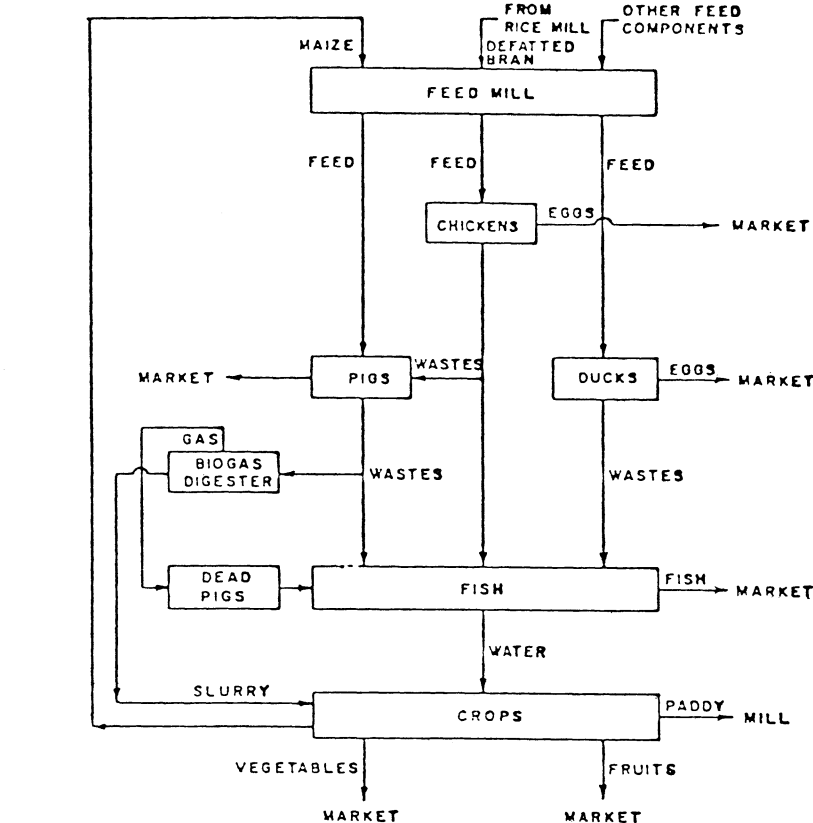 FROM
RICE MILL
OTHER FEED
COMPONENTS
MAIZE
DEFATTED
BRAN
FEED MILL
FEED
FEED
FEED
EGGS
CHICKENS
MARKET
WASTES
MARKET
PIGS
DUCKS
EGGS
MARKET
GAS
BIOGAS
DIGESTER
WASTES
WASTES
DEAD
PIGS
FISH
FISH
MARKET
WATER
SLURRY
CROPS
PADDY
MILL
VEGETABLES
FRUITS
MARKET
MARKET